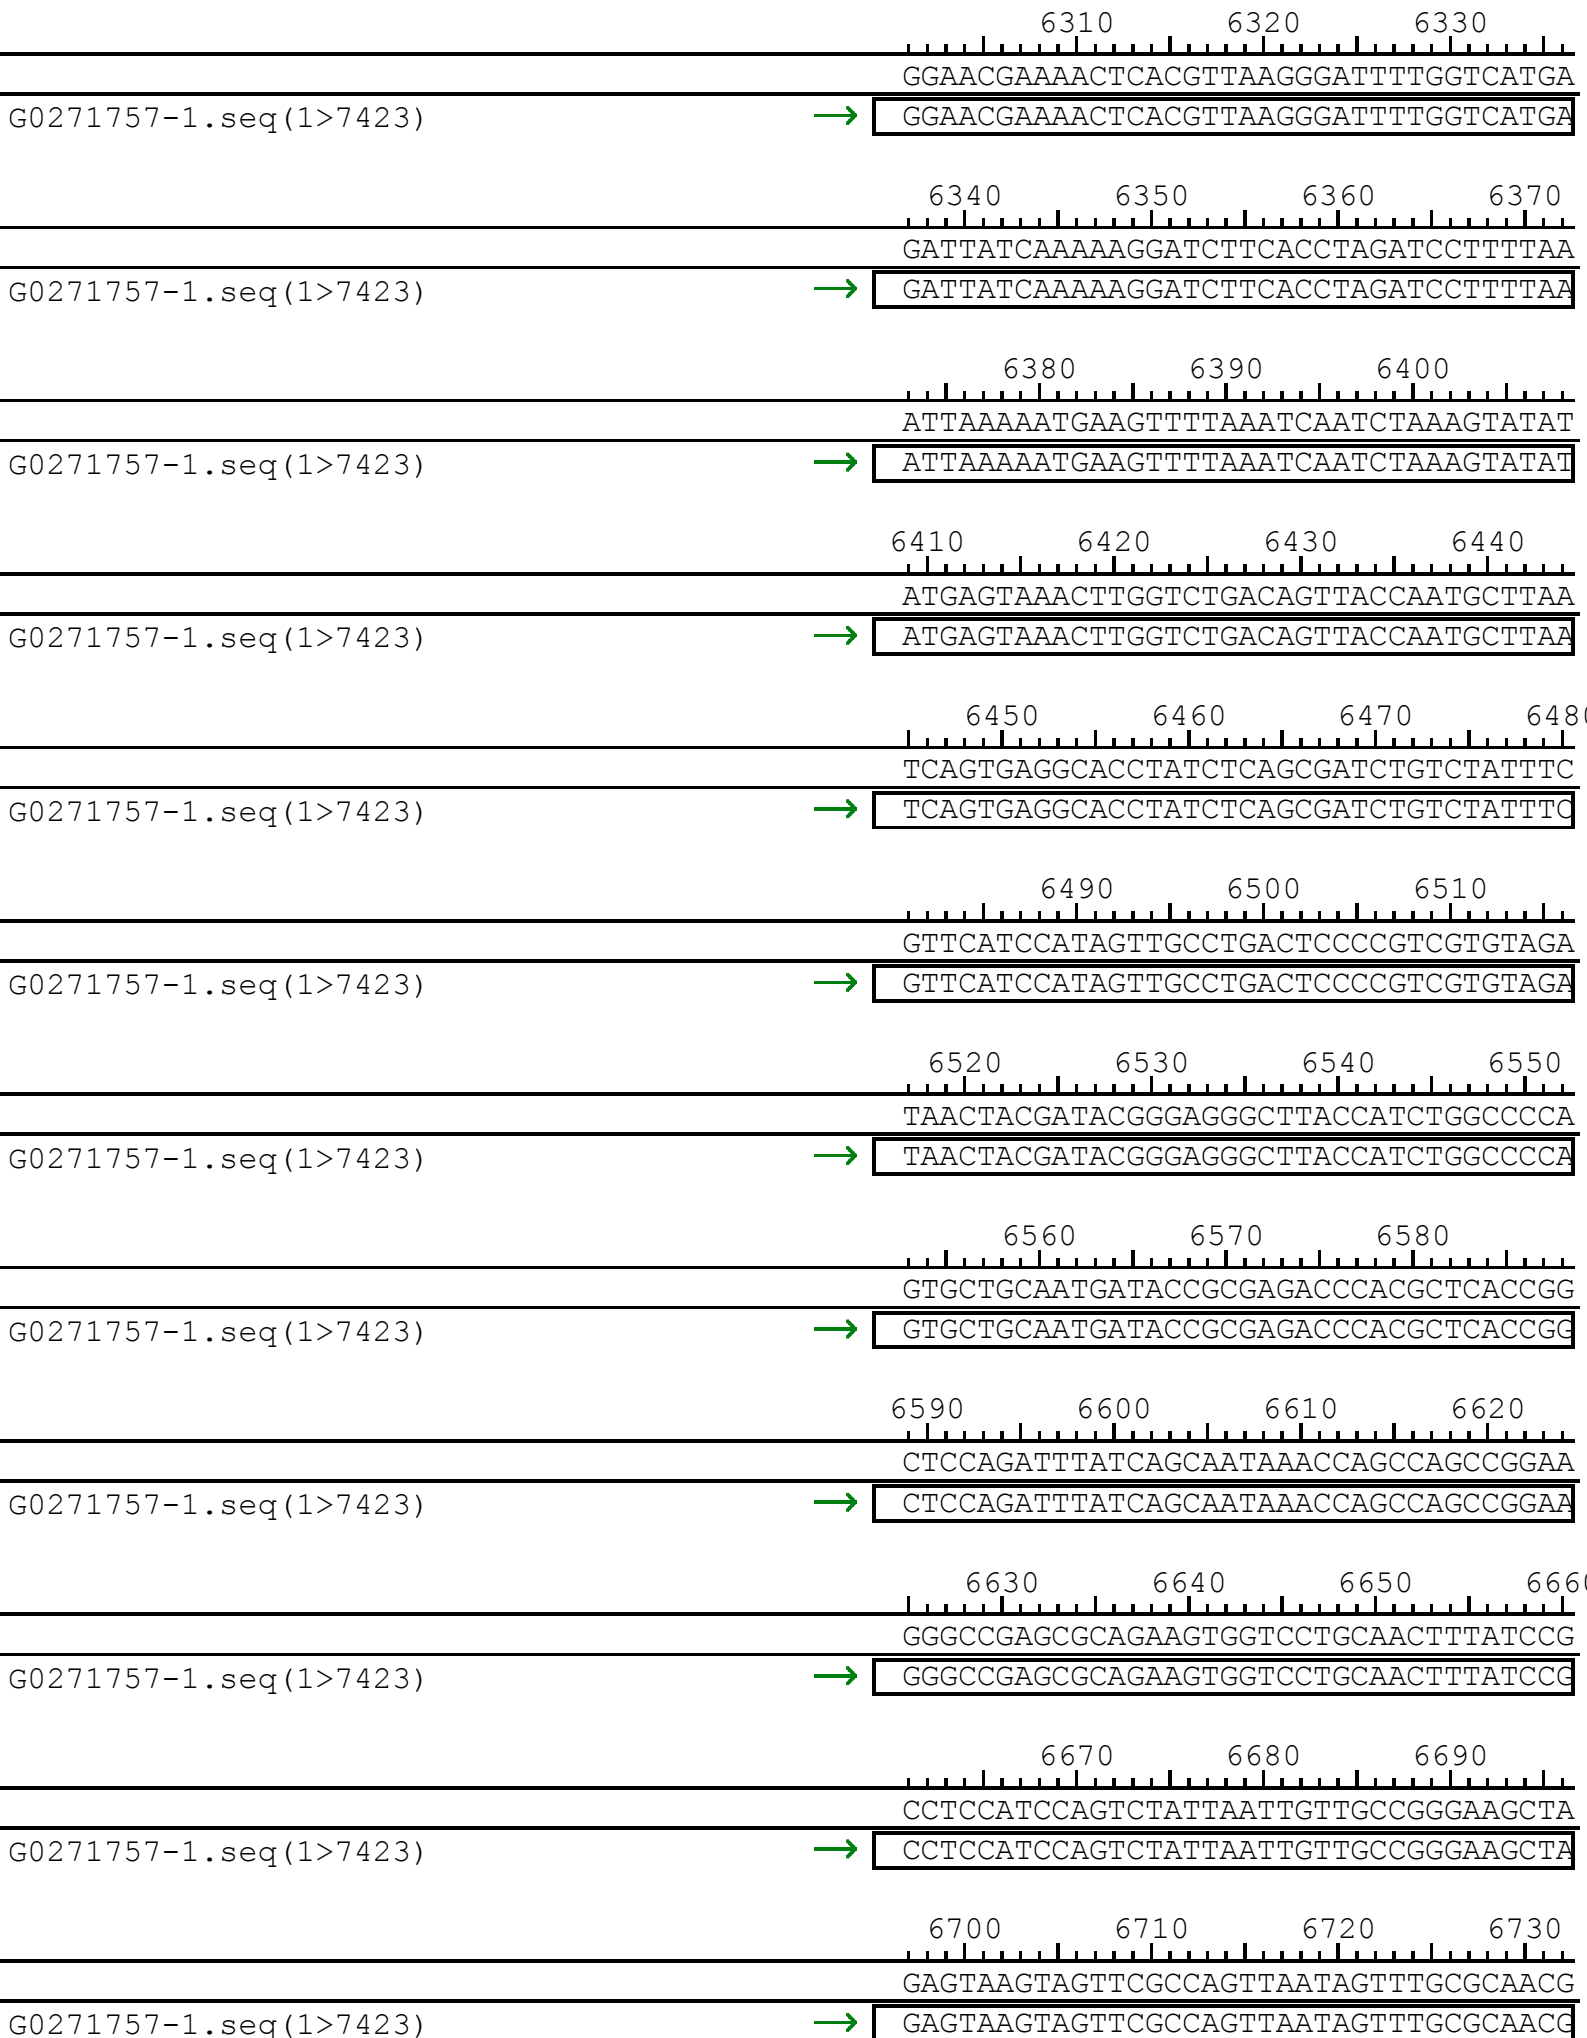 6310 6320 6330
GGAACGAAAACTCACGTTAAGGGATTTTGGTCATGA
G0271757-1.seq(1>7423) → GGAACGAAAACTCACGTTAAGGGATTTTGGTCATGA
6340 6350 6360 6370
GATTATCAAAAAGGATCTTCACCTAGATCCTTTTAA
G0271757-1.seq(1>7423) → GATTATCAAAAAGGATCTTCACCTAGATCCTTTTAA
6380 6390 6400
ATTAAAAATGAAGTTTTAAATCAATCTAAAGTATAT
G0271757-1.seq(1>7423) → ATTAAAAATGAAGTTTTAAATCAATCTAAAGTATAT
6410 6420 6430 6440
ATGAGTAAACTTGGTCTGACAGTTACCAATGCTTAA
G0271757-1.seq(1>7423) → ATGAGTAAACTTGGTCTGACAGTTACCAATGCTTAA
6450 6460 6470 6480
TCAGTGAGGCACCTATCTCAGCGATCTGTCTATTTC
G0271757-1.seq(1>7423) → TCAGTGAGGCACCTATCTCAGCGATCTGTCTATTTC
6490 6500 6510
GTTCATCCATAGTTGCCTGACTCCCCGTCGTGTAGA
G0271757-1.seq(1>7423) → GTTCATCCATAGTTGCCTGACTCCCCGTCGTGTAGA
6520 6530 6540 6550
TAACTACGATACGGGAGGGCTTACCATCTGGCCCCA
G0271757-1.seq(1>7423) → TAACTACGATACGGGAGGGCTTACCATCTGGCCCCA
6560 6570 6580
GTGCTGCAATGATACCGCGAGACCCACGCTCACCGG
G0271757-1.seq(1>7423) → GTGCTGCAATGATACCGCGAGACCCACGCTCACCGG
6590 6600 6610 6620
CTCCAGATTTATCAGCAATAAACCAGCCAGCCGGAA
G0271757-1.seq(1>7423) → CTCCAGATTTATCAGCAATAAACCAGCCAGCCGGAA
6630 6640 6650 6660
GGGCCGAGCGCAGAAGTGGTCCTGCAACTTTATCCG
G0271757-1.seq(1>7423) → GGGCCGAGCGCAGAAGTGGTCCTGCAACTTTATCCG
6670 6680 6690
CCTCCATCCAGTCTATTAATTGTTGCCGGGAAGCTA
G0271757-1.seq(1>7423) → CCTCCATCCAGTCTATTAATTGTTGCCGGGAAGCTA
6700 6710 6720 6730
GAGTAAGTAGTTCGCCAGTTAATAGTTTGCGCAACG
G0271757-1.seq(1>7423) → GAGTAAGTAGTTCGCCAGTTAATAGTTTGCGCAACG